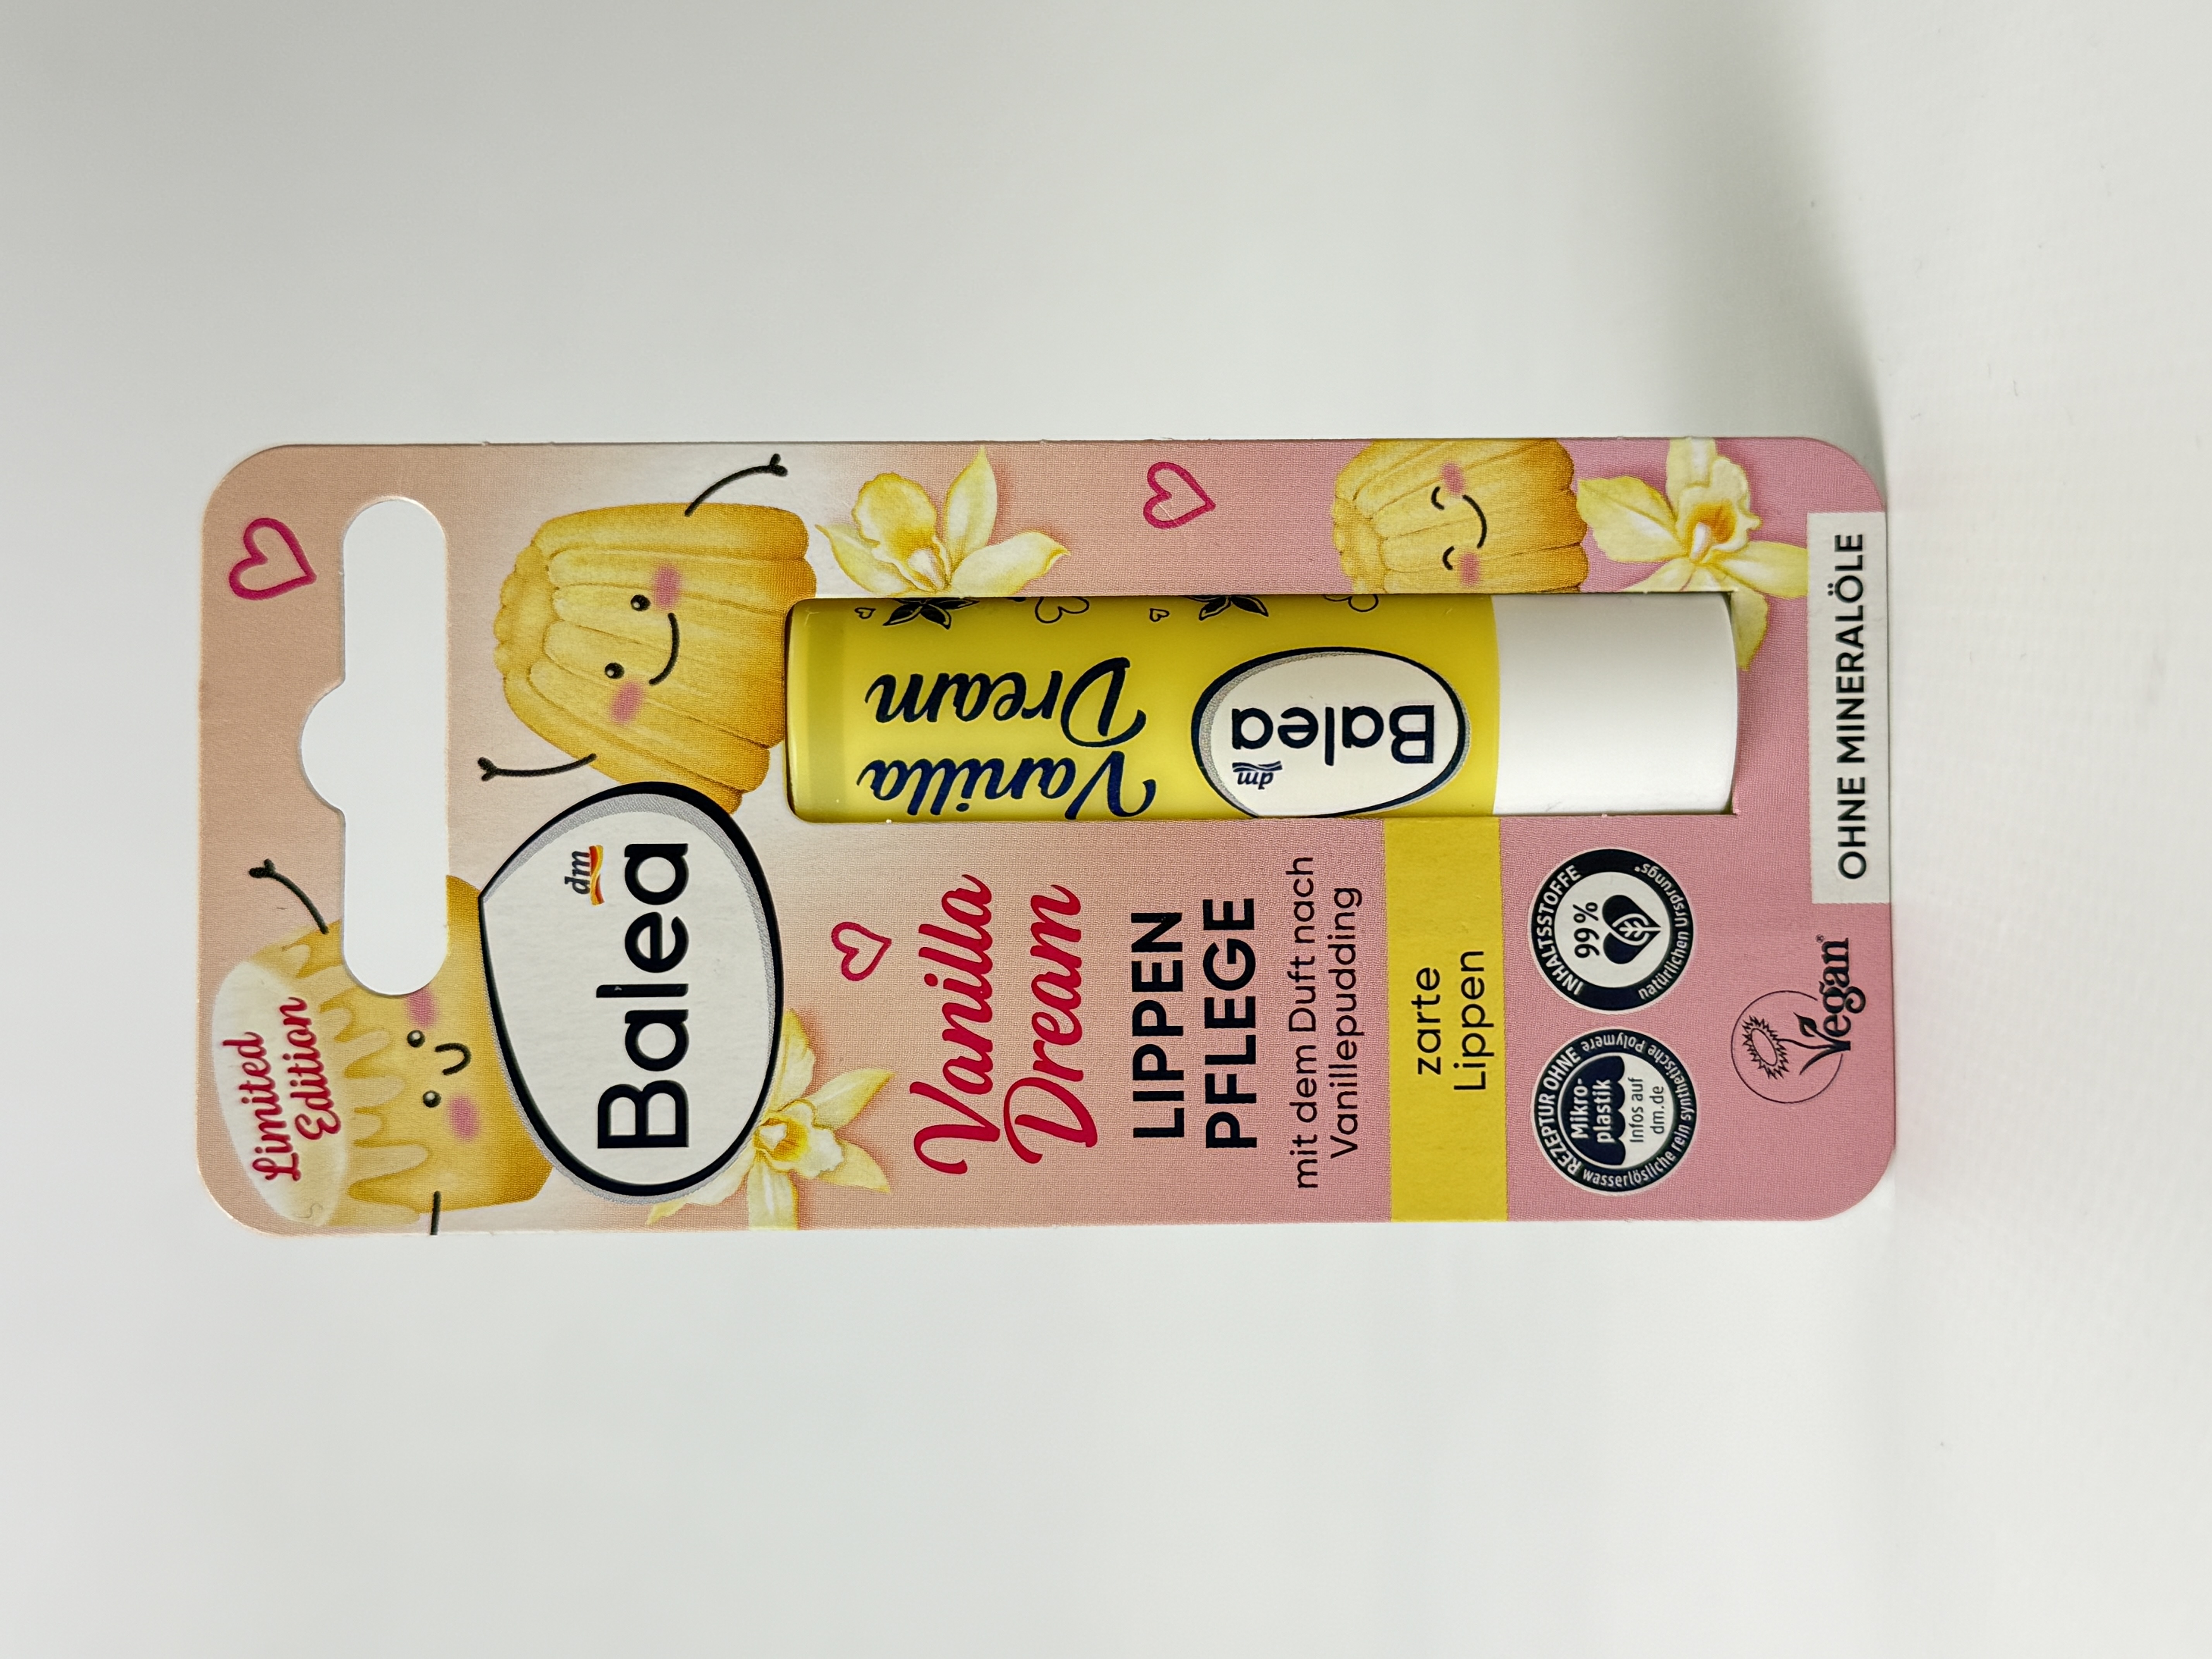 Limited
Edition
dm
Balea
Vanilla
Dream
LIPPEN
PFLEGE
mit dem Duft nach
Vanillepudding
zarte
Lippen
REZEPTUR OHNE
Mikro-
plastik
Infos auf
dm.de
wasserlösliche rein synthetische Polymere
INHALTSSTOFFE
99%
natürlichen Ursprungs*
Vegan®
OHNE MINERALÖLE
dm
Balea
Vanilla
Dream